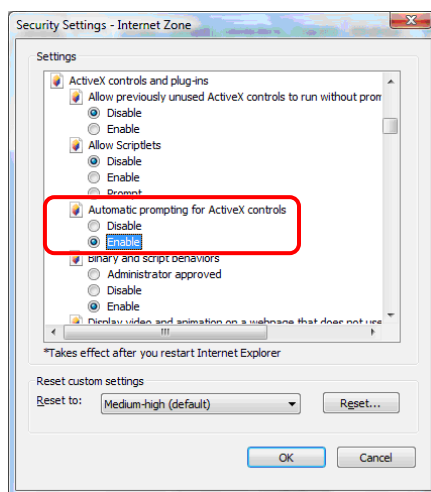 Security Settings - Internet Zone
Settings
ActiveX controls and plug-ins
Allow previously unused ActiveX controls to run without prom
Disable
Enable
Allow Scriptlets
Disable
Enable
Prompt
Automatic prompting for ActiveX controls
Disable
Enable
Binary and script behaviors
Administrator approved
Disable
Enable
Display video and animation on a webpage that does not use
*Takes effect after you restart Internet Explorer
Reset custom settings
Reset to:
Medium-high (default)
Reset...
OK
Cancel